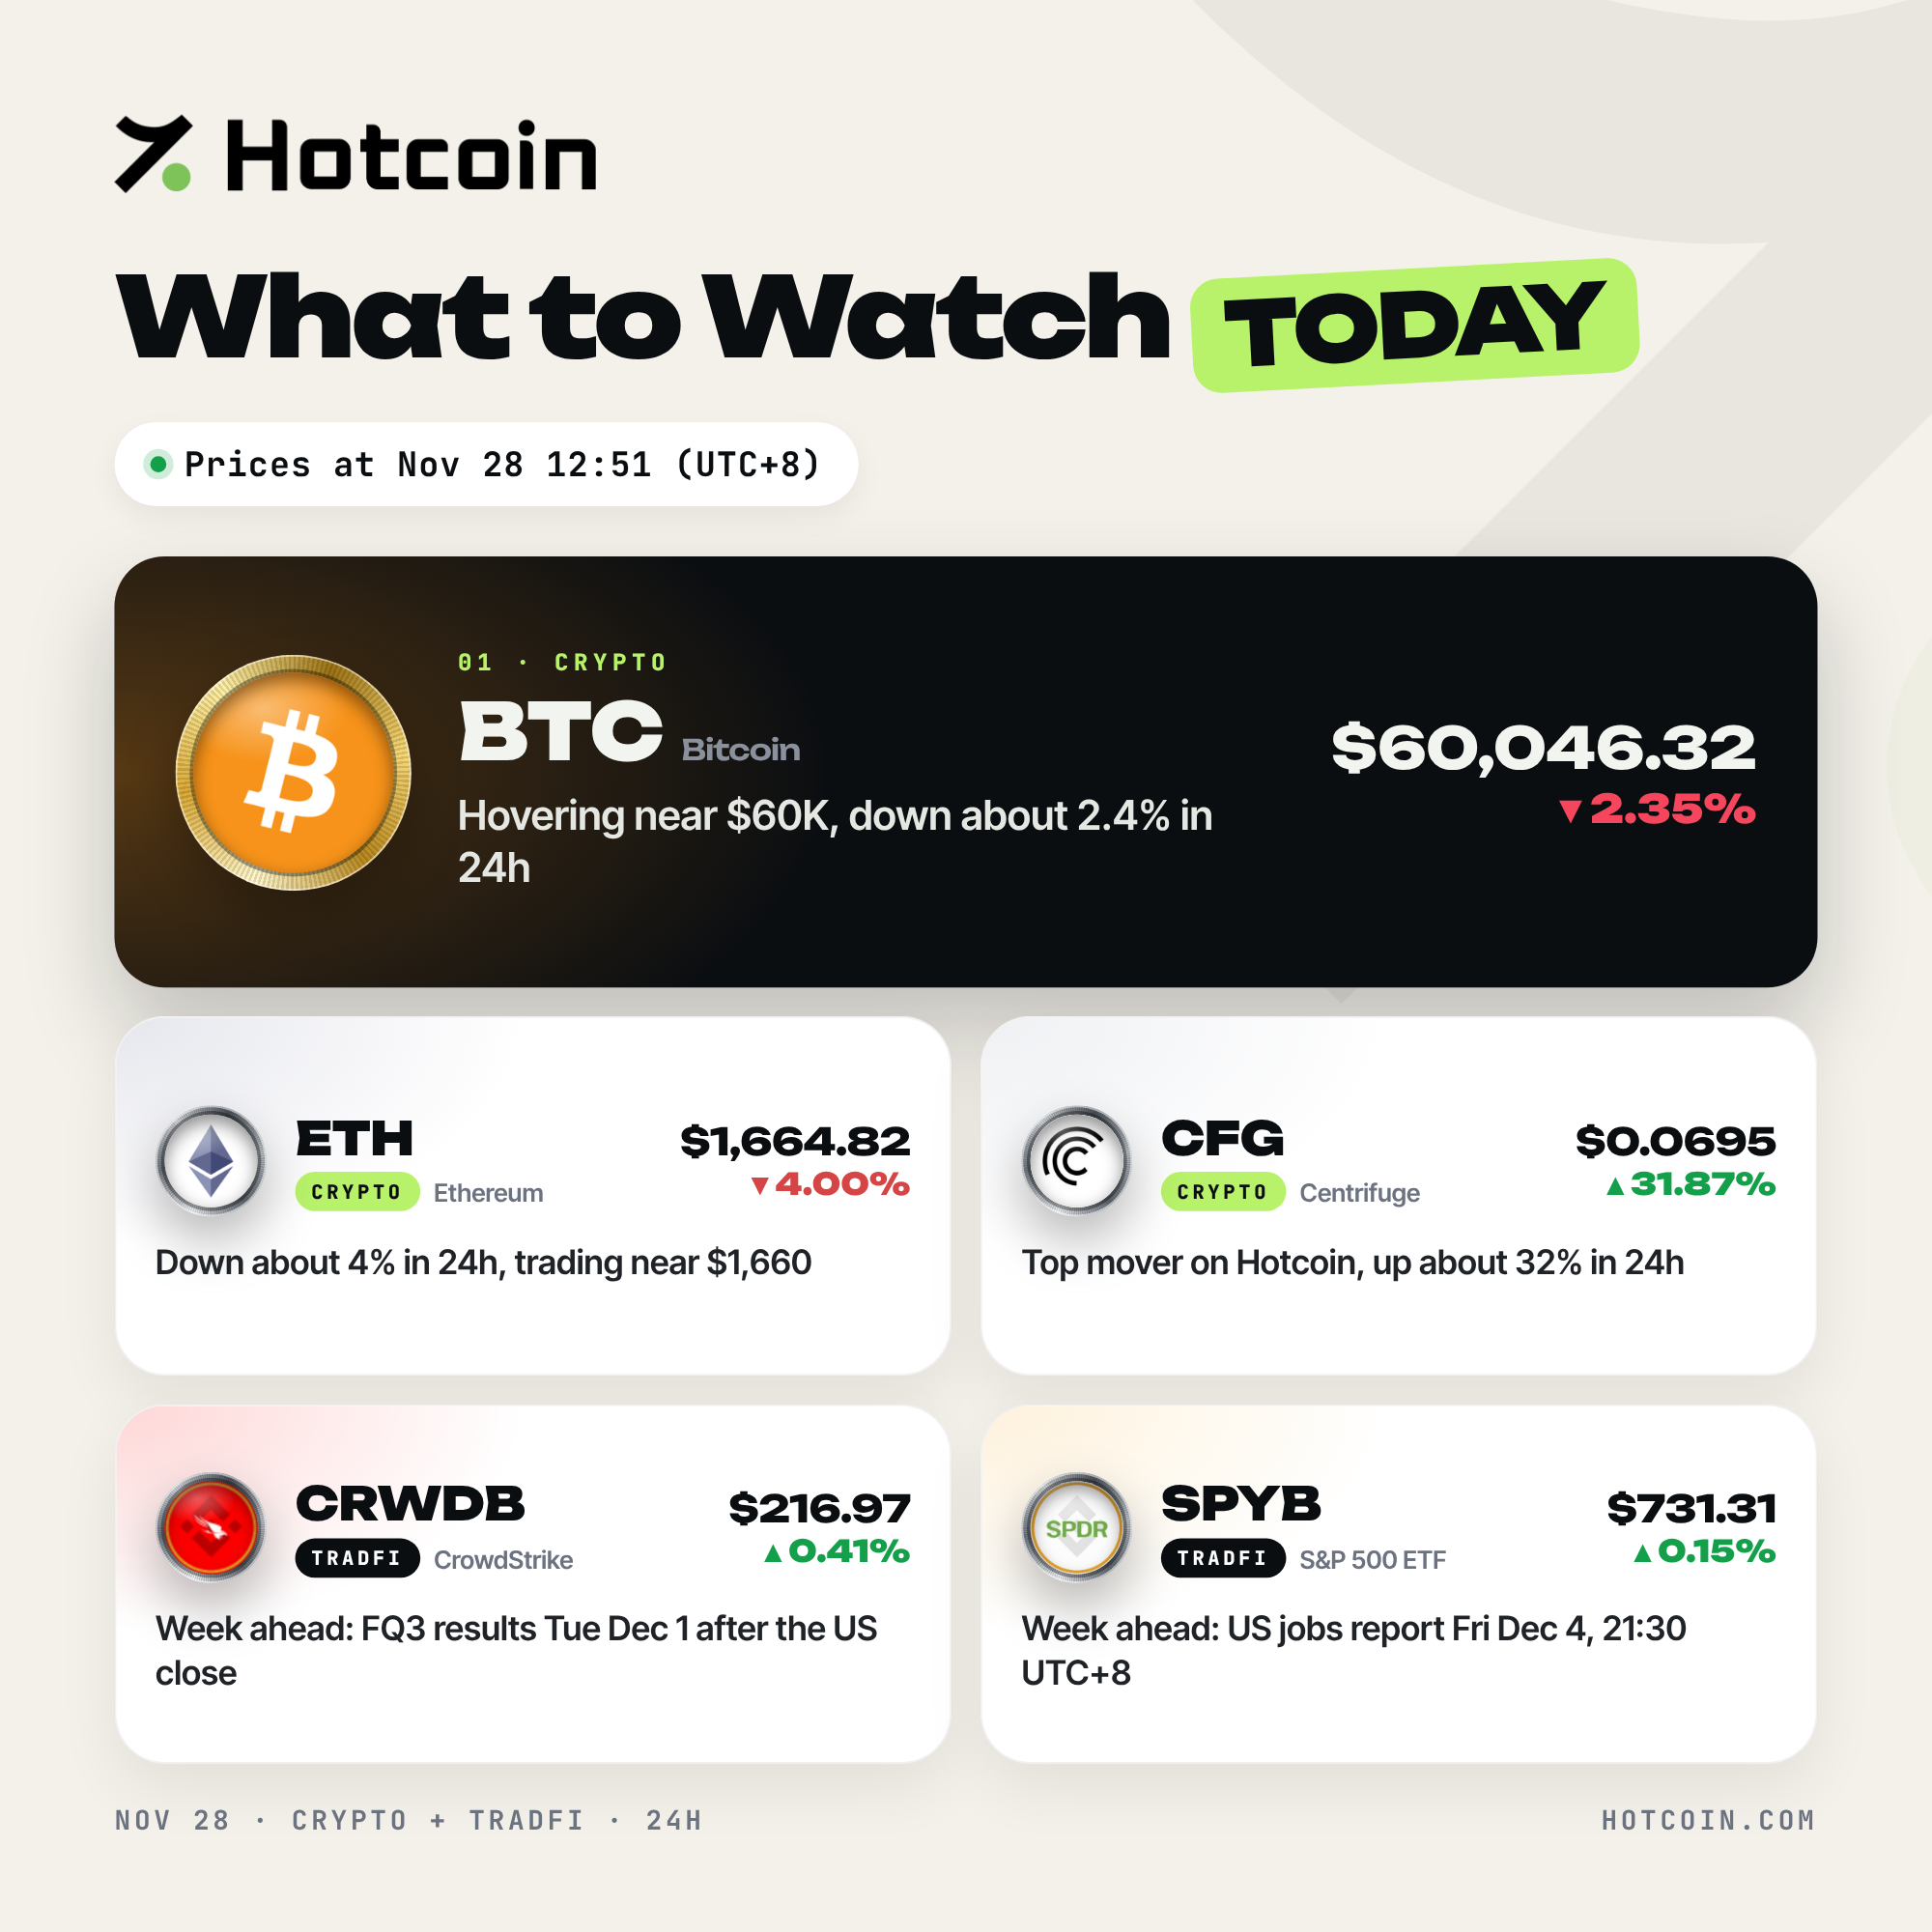 Hotcoin
What to Watch TODAY
Prices at Nov 28 12:51 (UTC+8)
01 · CRYPTO
BTC Bitcoin
Hovering near $60K, down about 2.4% in
24h
$60,046.32
▼2.35%
ETH
CRYPTO Ethereum
$1,664.82
▼4.00%
Down about 4% in 24h, trading near $1,660
CFG
CRYPTO Centrifuge
$0.0695
▲31.87%
Top mover on Hotcoin, up about 32% in 24h
CRWDB
TRADFI CrowdStrike
$216.97
▲0.41%
Week ahead: FQ3 results Tue Dec 1 after the US
close
SPDR
SPYB
TRADFI S&P 500 ETF
$731.31
▲0.15%
Week ahead: US jobs report Fri Dec 4, 21:30
UTC+8
NOV 28 · CRYPTO + TRADFI · 24H
HOTCOIN.COM